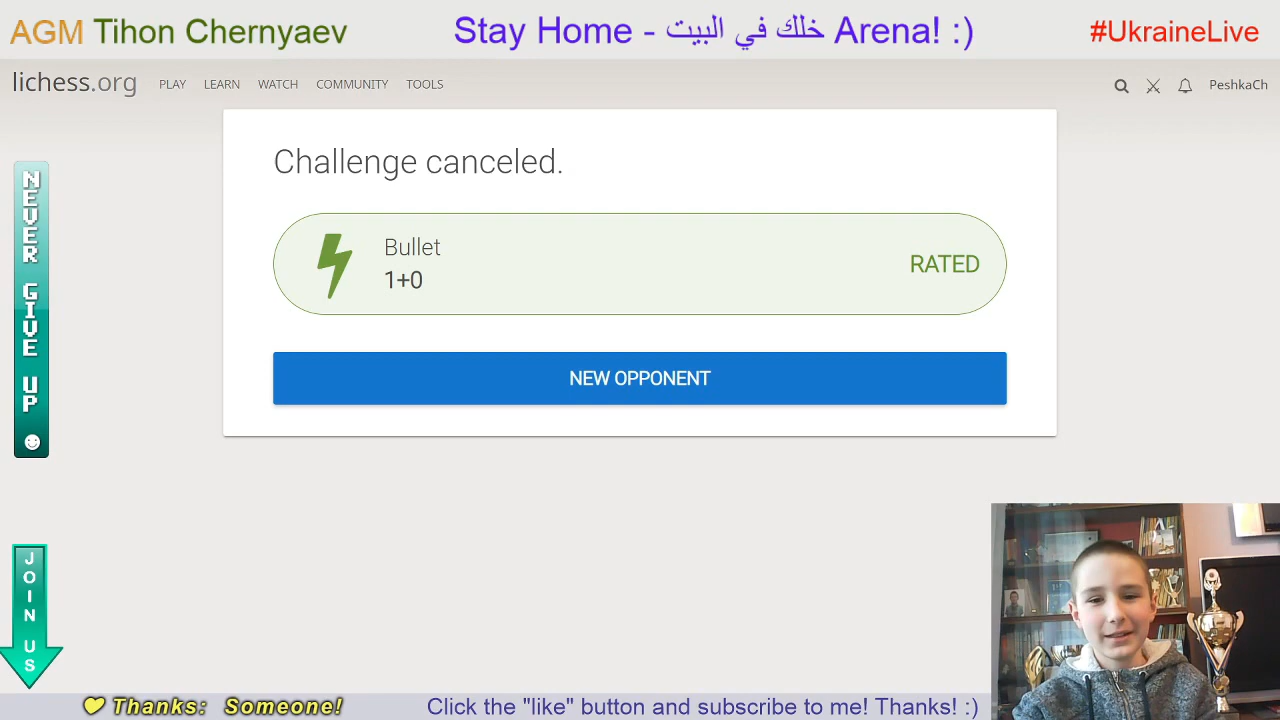 AGM Tihon Chernyaev
Stay Home - خلك في البيت Arena! :)
#UkraineLive
lichess.org
PLAY
LEARN
WATCH
COMMUNITY
TOOLS
PeshkaCh
Challenge canceled.
Bullet
1+0
RATED
NEW OPPONENT
NEVER GIVE UP
JOIN US
Thanks: Someone!
Click the "like" button and subscribe to me! Thanks! :)